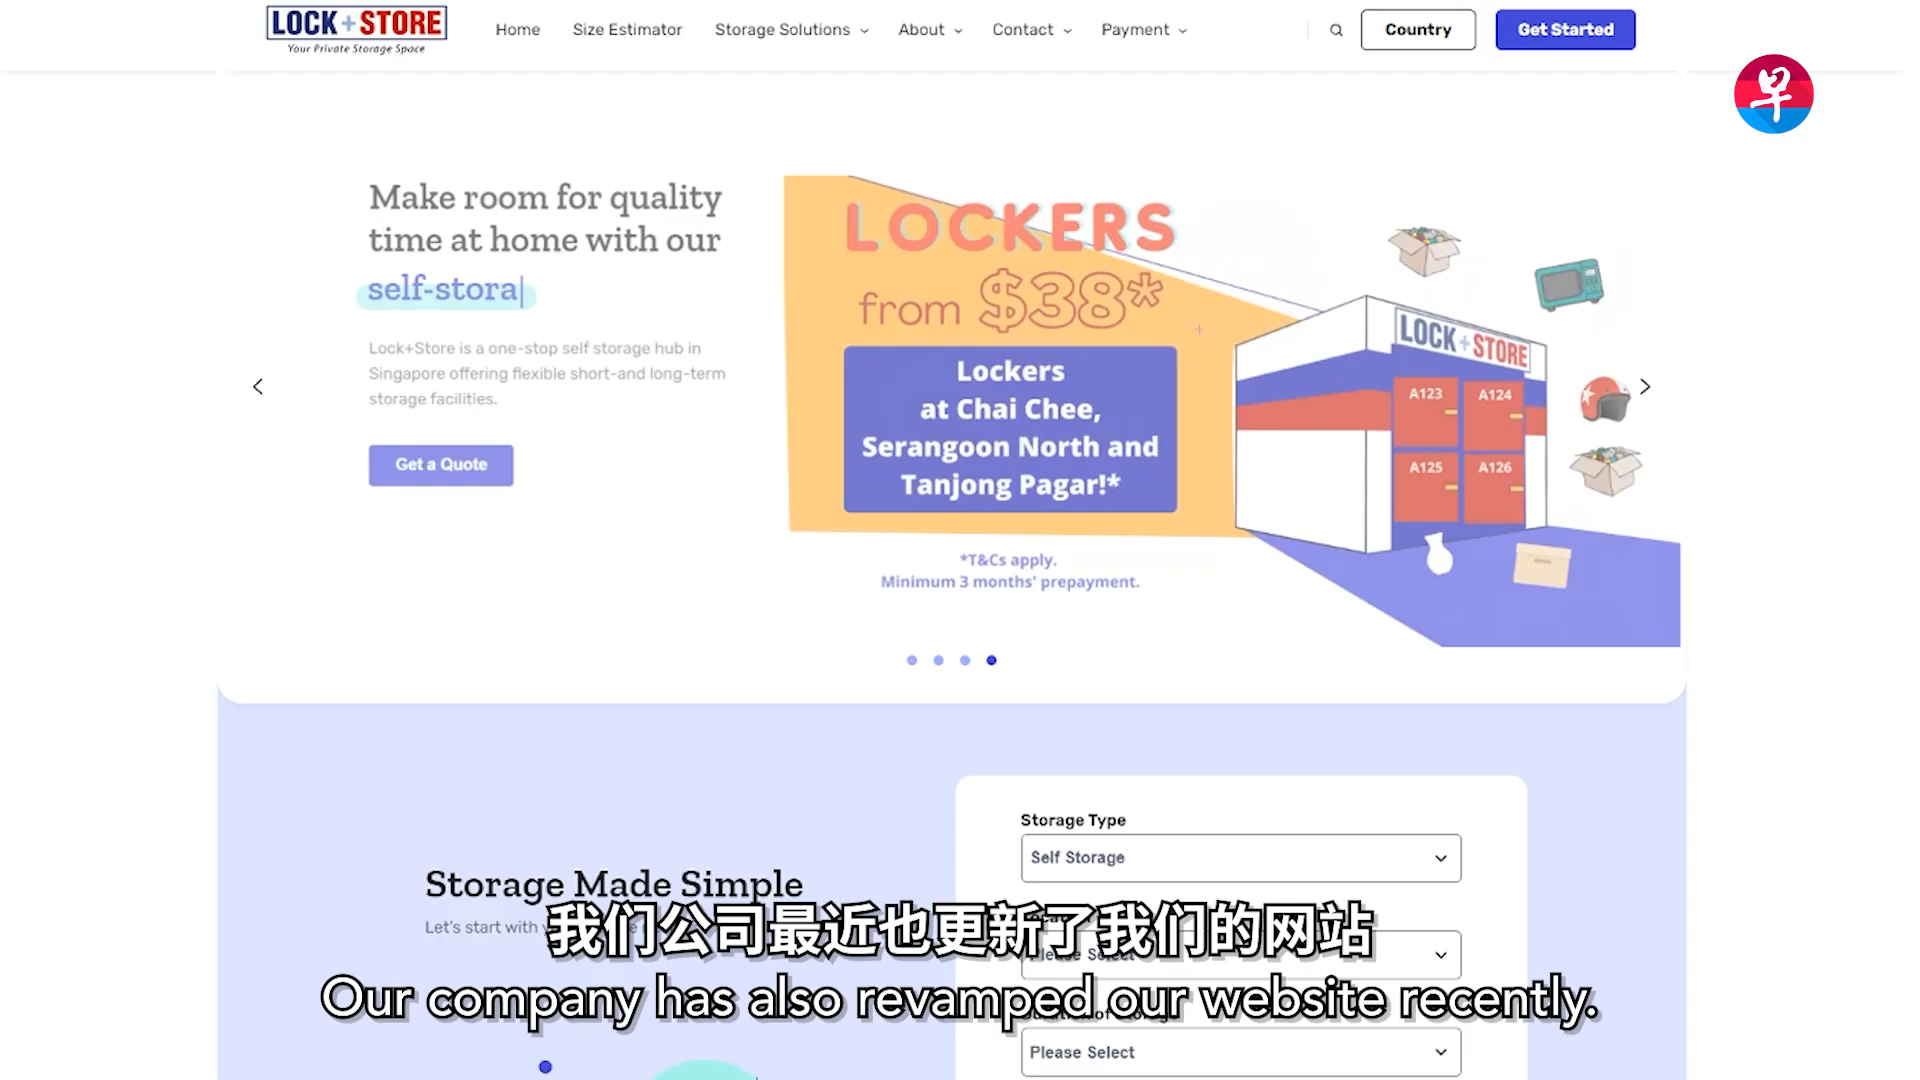 LOCK+STORE
Your Private Storage Space
Home
Size Estimator
Storage Solutions
About
Contact
Payment
Country
Get Started
早
Make room for quality
time at home with our
self-stora
Lock+Store is a one-stop self storage hub in
Singapore offering flexible short-and long-term
storage facilities.
Get a Quote
LOCKERS
from $38*
Lockers
at Chai Chee,
Serangoon North and
Tanjong Pagar!*
*T&Cs apply.
Minimum 3 months' prepayment.
LOCK+STORE
A123
A124
A125
A126
Storage Made Simple
Let's start with
Storage Type
Self Storage
Please Select
Please Select
我们公司最近也更新了我们的网站
Our company has also revamped our website recently.